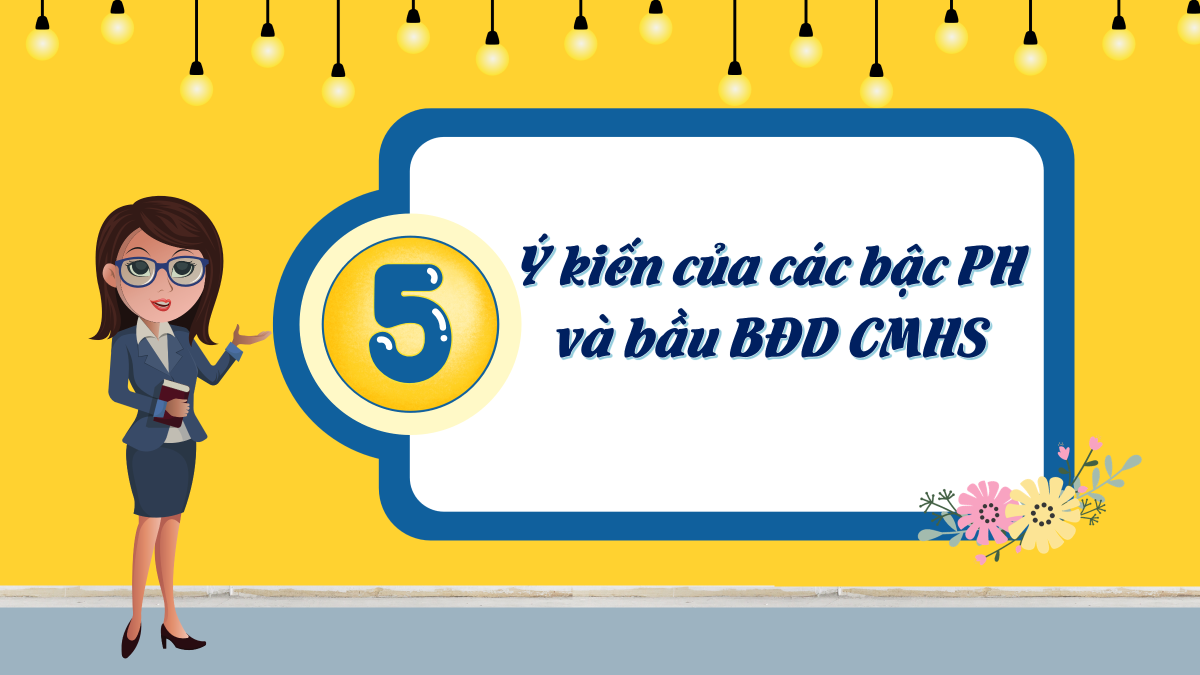 5
Ý kiến của các bậc PH
và bầu BĐD CMHS